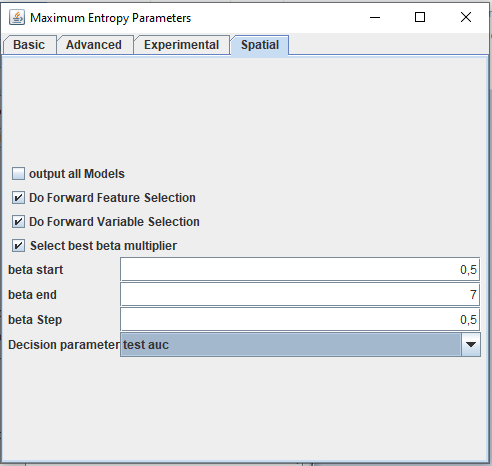 Maximum Entropy Parameters
Basic Advanced Experimental Spatial
output all Models
Do Forward Feature Selection
Do Forward Variable Selection
Select best beta multiplier
beta start 0,5
beta end 7
beta Step 0,5
Decision parameter test auc